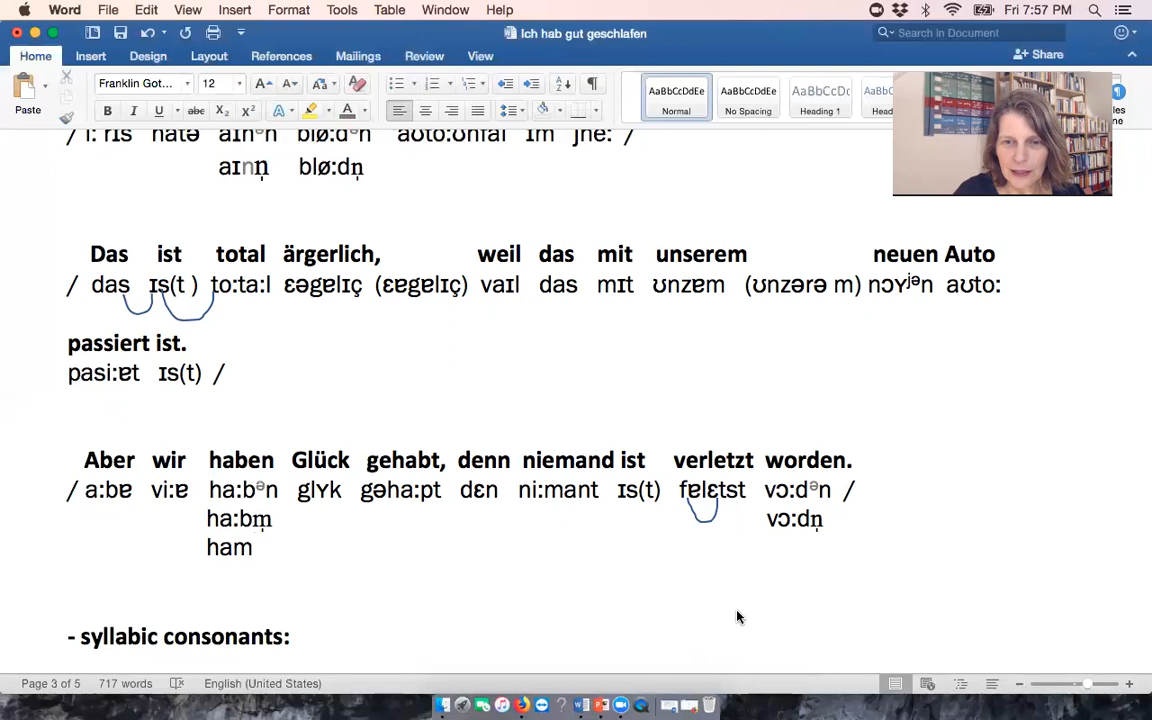 Word File Edit View Insert Format Tools Table Window Help Fri 7:57 PM
Ich hab gut geschlafen Search in Document
Home Insert Design Layout References Mailings Review View Share
Paste Franklin Got... 12 AaBbCcDdEe Normal AaBbCcDdEe No Spacing AaBbCcDc Heading 1
aɪnn̩ blø:dn̩
Das ist total ärgerlich, weil das mit unserem neuen Auto
/ das ɪs(t ) to:ta:l ɛəgɐlɪç (ɛɐgɐlɪç) vaɪl das mɪt ʊnzɐm (ʊnzərə m) nɔʏʲᵊn aʊto:
passiert ist.
pasi:ɐt ɪs(t) /
Aber wir haben Glück gehabt, denn niemand ist verletzt worden.
/ a:bɐ vi:ɐ ha:bᵊn glʏk gəha:pt dɛn ni:mant ɪs(t) fɐlɛtst vɔ:dᵊn /
ha:bm̩ vɔ:dn̩
ham
- syllabic consonants:
Page 3 of 5 717 words English (United States)